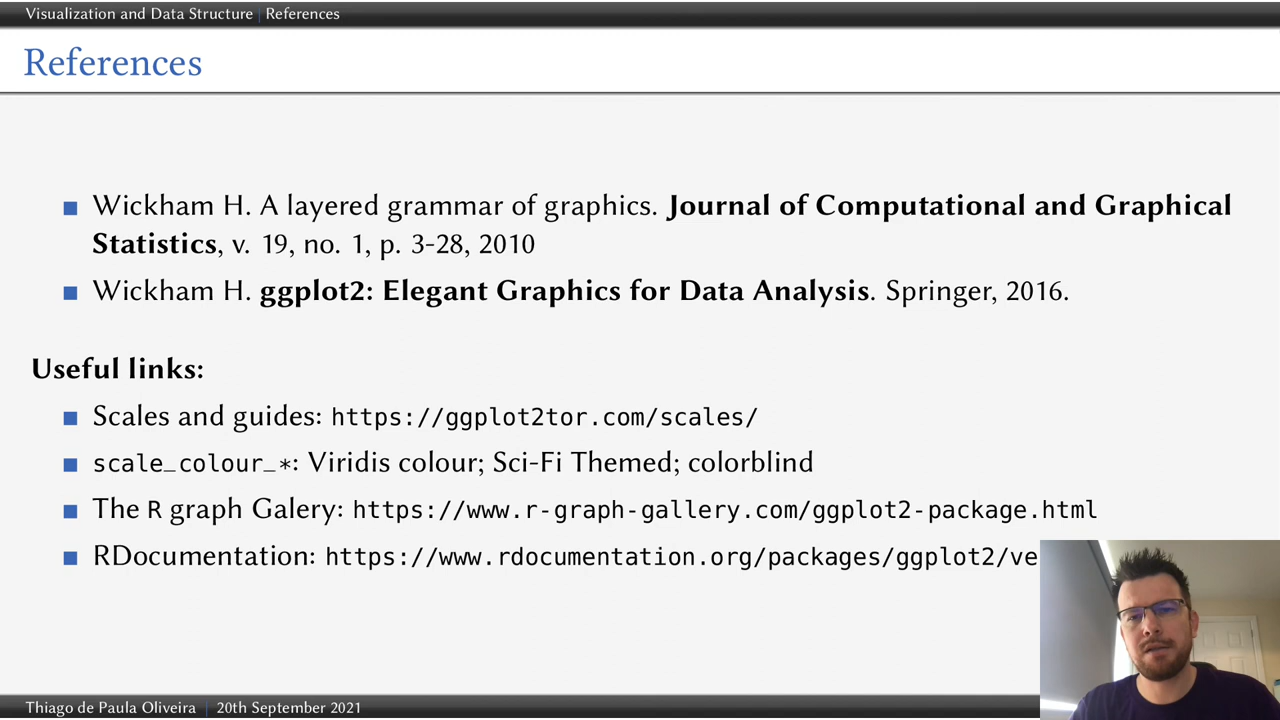 Visualization and Data Structure | References
References
Wickham H. A layered grammar of graphics. Journal of Computational and Graphical
Statistics, v. 19, no. 1, p. 3-28, 2010
Wickham H. ggplot2: Elegant Graphics for Data Analysis. Springer, 2016.
Useful links:
Scales and guides: https://ggplot2tor.com/scales/
scale_colour_*: Viridis colour; Sci-Fi Themed; colorblind
The R graph Galery: https://www.r-graph-gallery.com/ggplot2-package.html
RDocumentation: https://www.rdocumentation.org/packages/ggplot2/ve
Thiago de Paula Oliveira | 20th September 2021